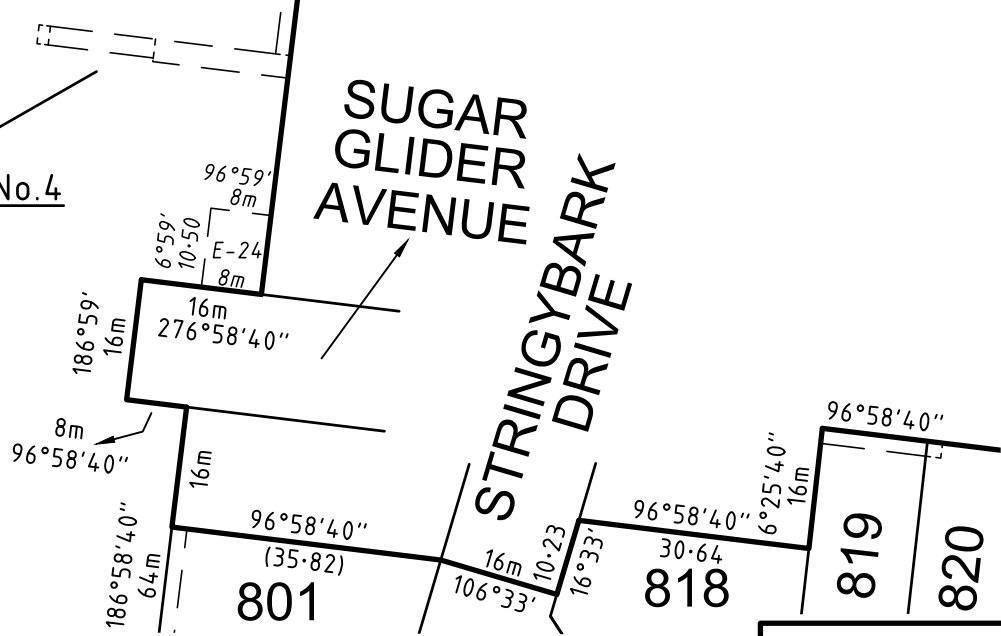 SUGAR
GLIDER
AVENUE
STRINGYBARK
DRIVE
No.4
96°59'
8m
6°59'
10·50
E-24
8m
16m
276°58'40"
186°59'
16m
8m
96°58'40"
16m
186°58'40"
64m
96°58'40"
(35·82)
801
16m
106°33'
10·23
16°33'
96°58'40"
30·64
818
6°25'40"
16m
96°58'40"
819
820